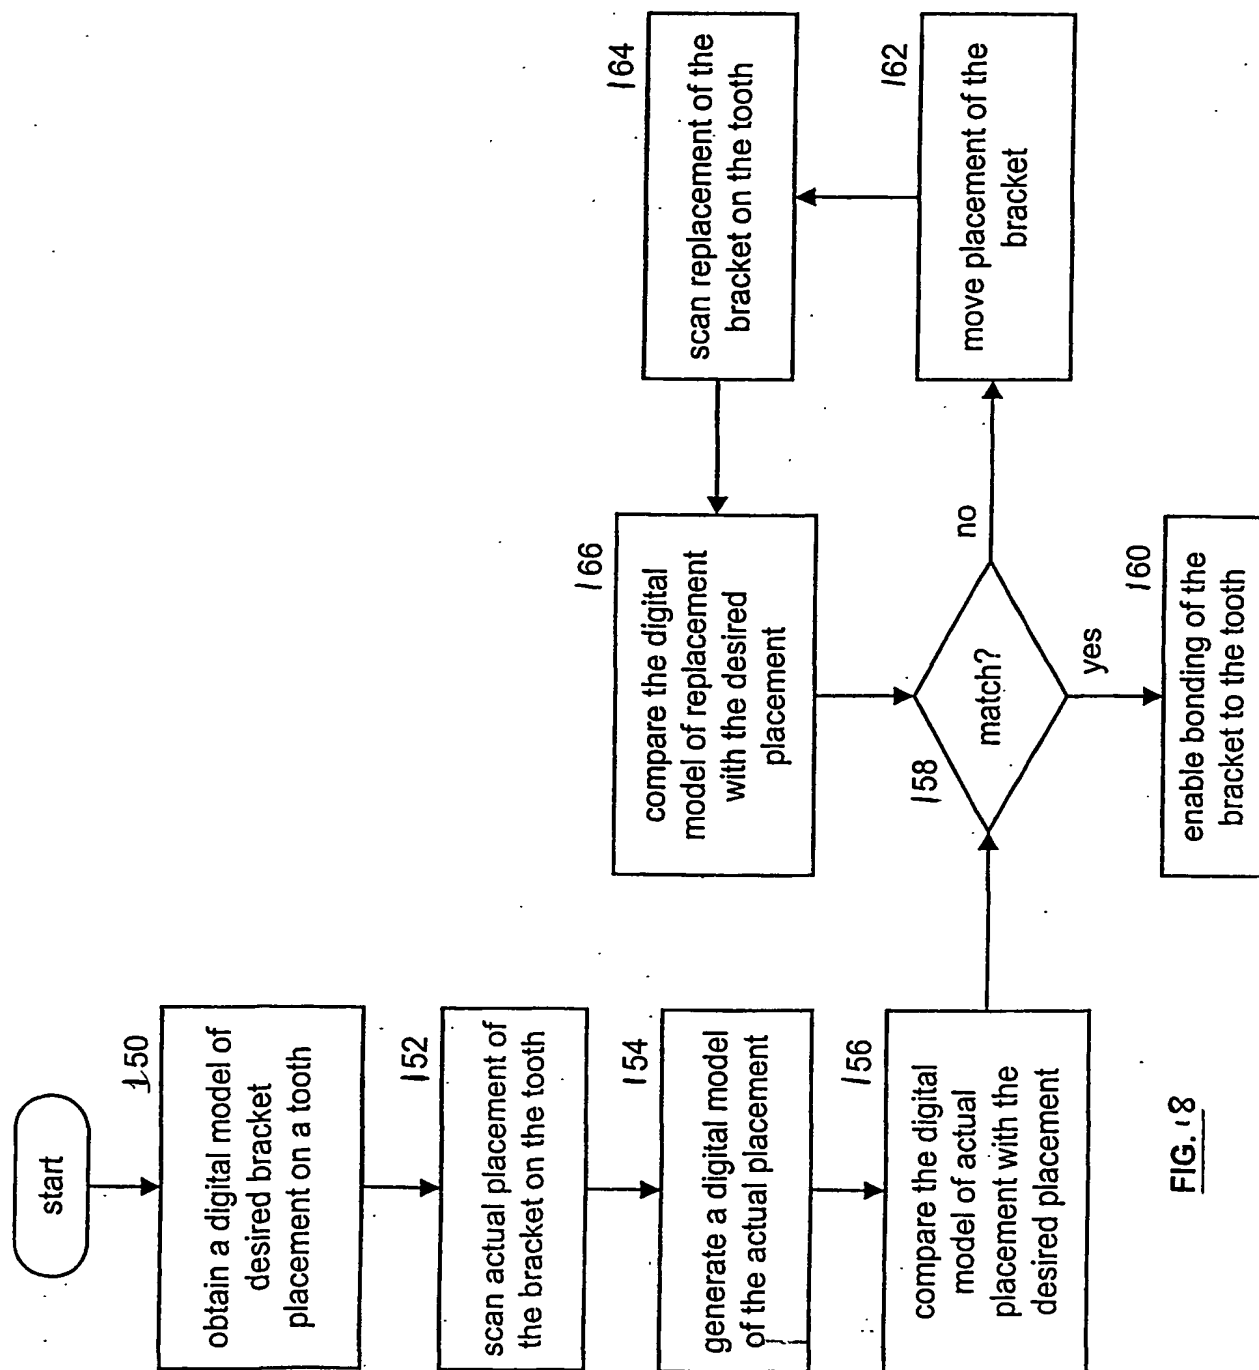 start
150
obtain a digital model of
desired bracket
placement on a tooth
152
scan actual placement of
the bracket on the tooth
154
generate a digital model
of the actual placement
156
compare the digital
model of actual
placement with the
desired placement
158
match?
yes
160
enable bonding of the
bracket to the tooth
no
162
move placement of the
bracket
164
scan replacement of the
bracket on the tooth
166
compare the digital
model of replacement
with the desired
placement
FIG. 18